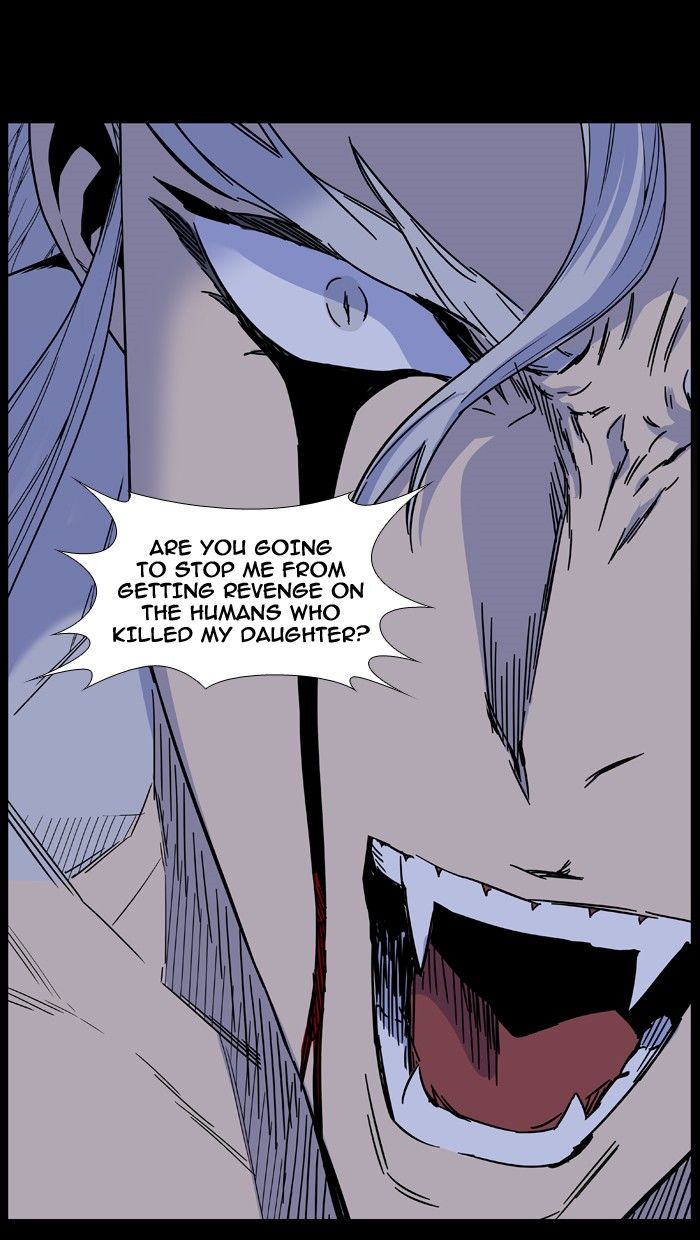 ARE YOU GOING
TO STOP ME FROM
GETTING REVENGE ON
THE HUMANS WHO
KILLED MY DAUGHTER?